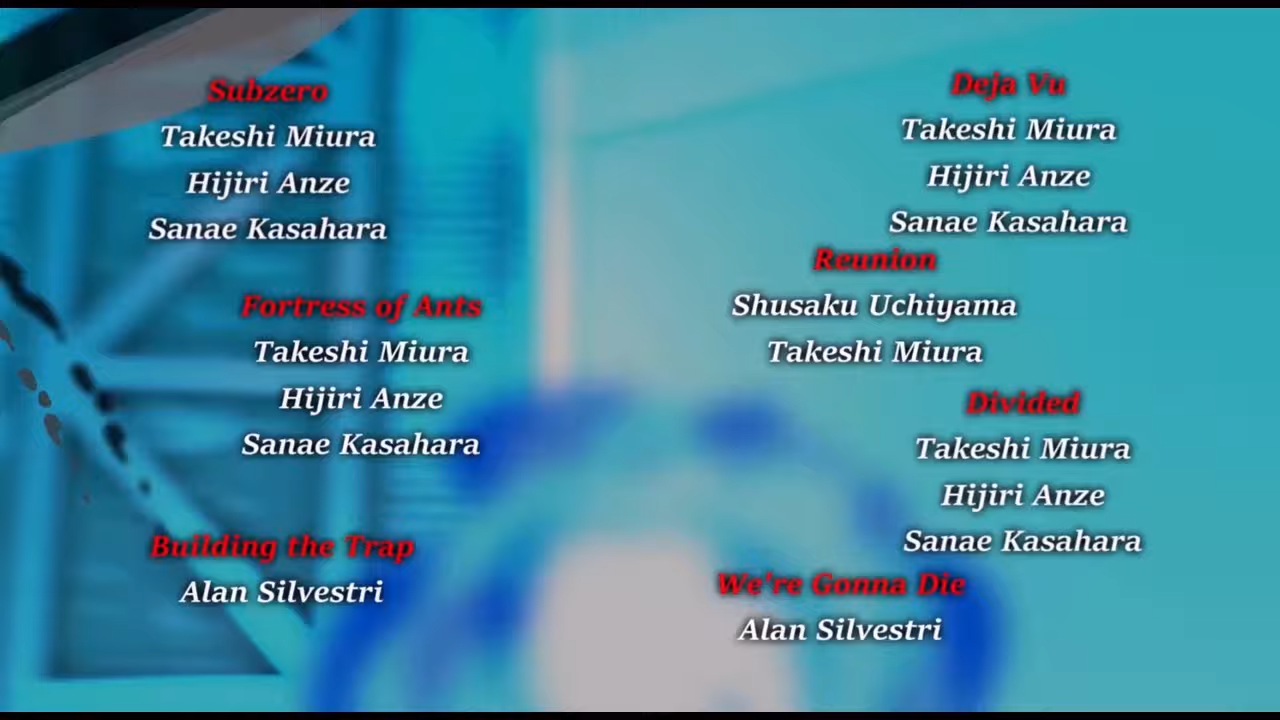 Subzero
Takeshi Miura
Hijiri Anze
Sanae Kasahara
Fortress of Ants
Takeshi Miura
Hijiri Anze
Sanae Kasahara
Building the Trap
Alan Silvestri
Deja Vu
Takeshi Miura
Hijiri Anze
Sanae Kasahara
Reunion
Shusaku Uchiyama
Takeshi Miura
Divided
Takeshi Miura
Hijiri Anze
Sanae Kasahara
We're Gonna Die
Alan Silvestri